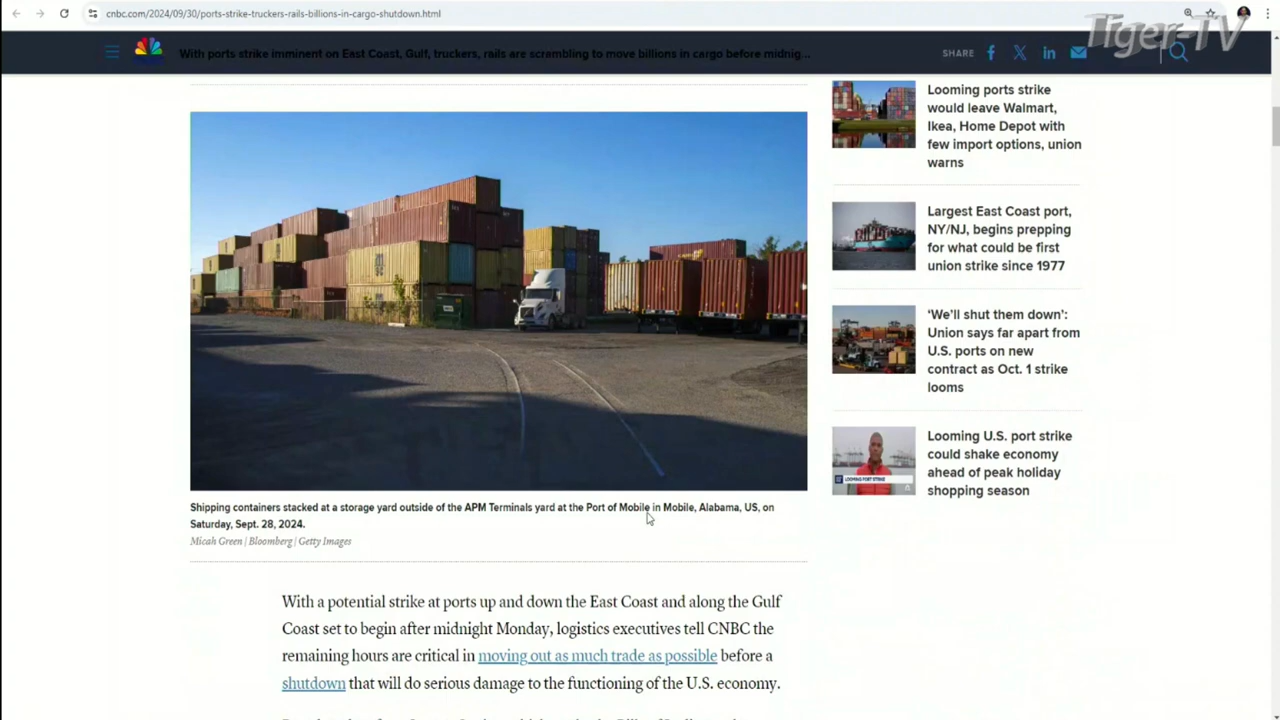 cnbc.com/2024/09/30/ports-strike-truckers-rails-billions-in-cargo-shutdown.html
Tiger-TV
With ports strike imminent on East Coast, Gulf, truckers, rails are scrambling to move billions in cargo before midnig...
SHARE
Looming ports strike
would leave Walmart,
Ikea, Home Depot with
few import options, union
warns
Largest East Coast port,
NY/NJ, begins prepping
for what could be first
union strike since 1977
‘We’ll shut them down’:
Union says far apart from
U.S. ports on new
contract as Oct. 1 strike
looms
Looming U.S. port strike
could shake economy
ahead of peak holiday
shopping season
LOOMING PORT STRIKE
Shipping containers stacked at a storage yard outside of the APM Terminals yard at the Port of Mobile in Mobile, Alabama, US, on
Saturday, Sept. 28, 2024.
Micah Green | Bloomberg | Getty Images
With a potential strike at ports up and down the East Coast and along the Gulf
Coast set to begin after midnight Monday, logistics executives tell CNBC the
remaining hours are critical in moving out as much trade as possible before a
shutdown that will do serious damage to the functioning of the U.S. economy.